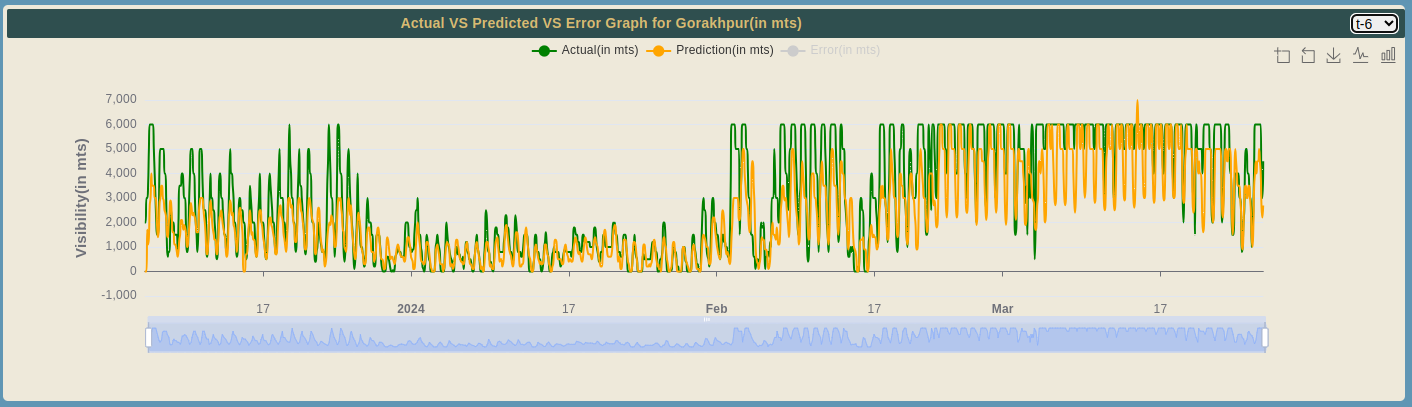 Actual VS Predicted VS Error Graph for Gorakhpur(in mts)
t-6
Actual(in mts) Prediction(in mts) Error(in mts)
Visibility(in mts)
7,000
6,000
5,000
4,000
3,000
2,000
1,000
0
-1,000
17 2024 17 Feb 17 Mar 17